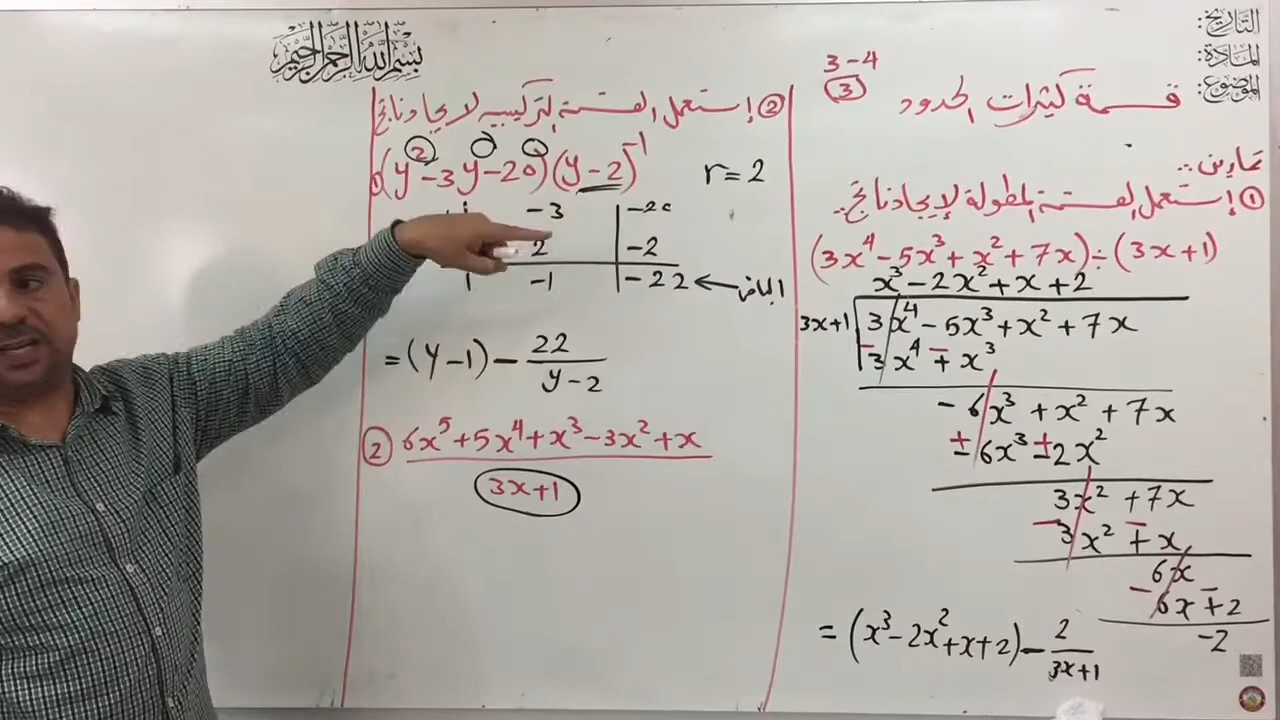 بسم الله الرحمن الرحيم
التاريخ:
المادة:
الموضوع:
3-4
③ قسمة كثيرات الحدود
تمارين..
① إستعمل القسمة المطولة لإيجاد ناتج..
(3x⁴ - 5x³ + x² + 7x) ÷ (3x + 1)
x³ - 2x² + x + 2
3x+1 3x⁴ - 5x³ + x² + 7x
3x⁴ + x³
- 6x³ + x² + 7x
- 6x³ - 2x²
3x² + 7x
3x² + x
6x
6x + 2
-2
= (x³ - 2x² + x + 2) - 2/(3x+1)
② إستعمل القسمة التركيبيه لايجاد ناتج
① (y² - 3y - 20)(y - 2)⁻¹ r = 2
-3 -20
2 -2
1 -1 -22 ← الباقي
= (y - 1) - 22/(y - 2)
② (6x⁵ + 5x⁴ + x³ - 3x² + x)/(3x + 1)